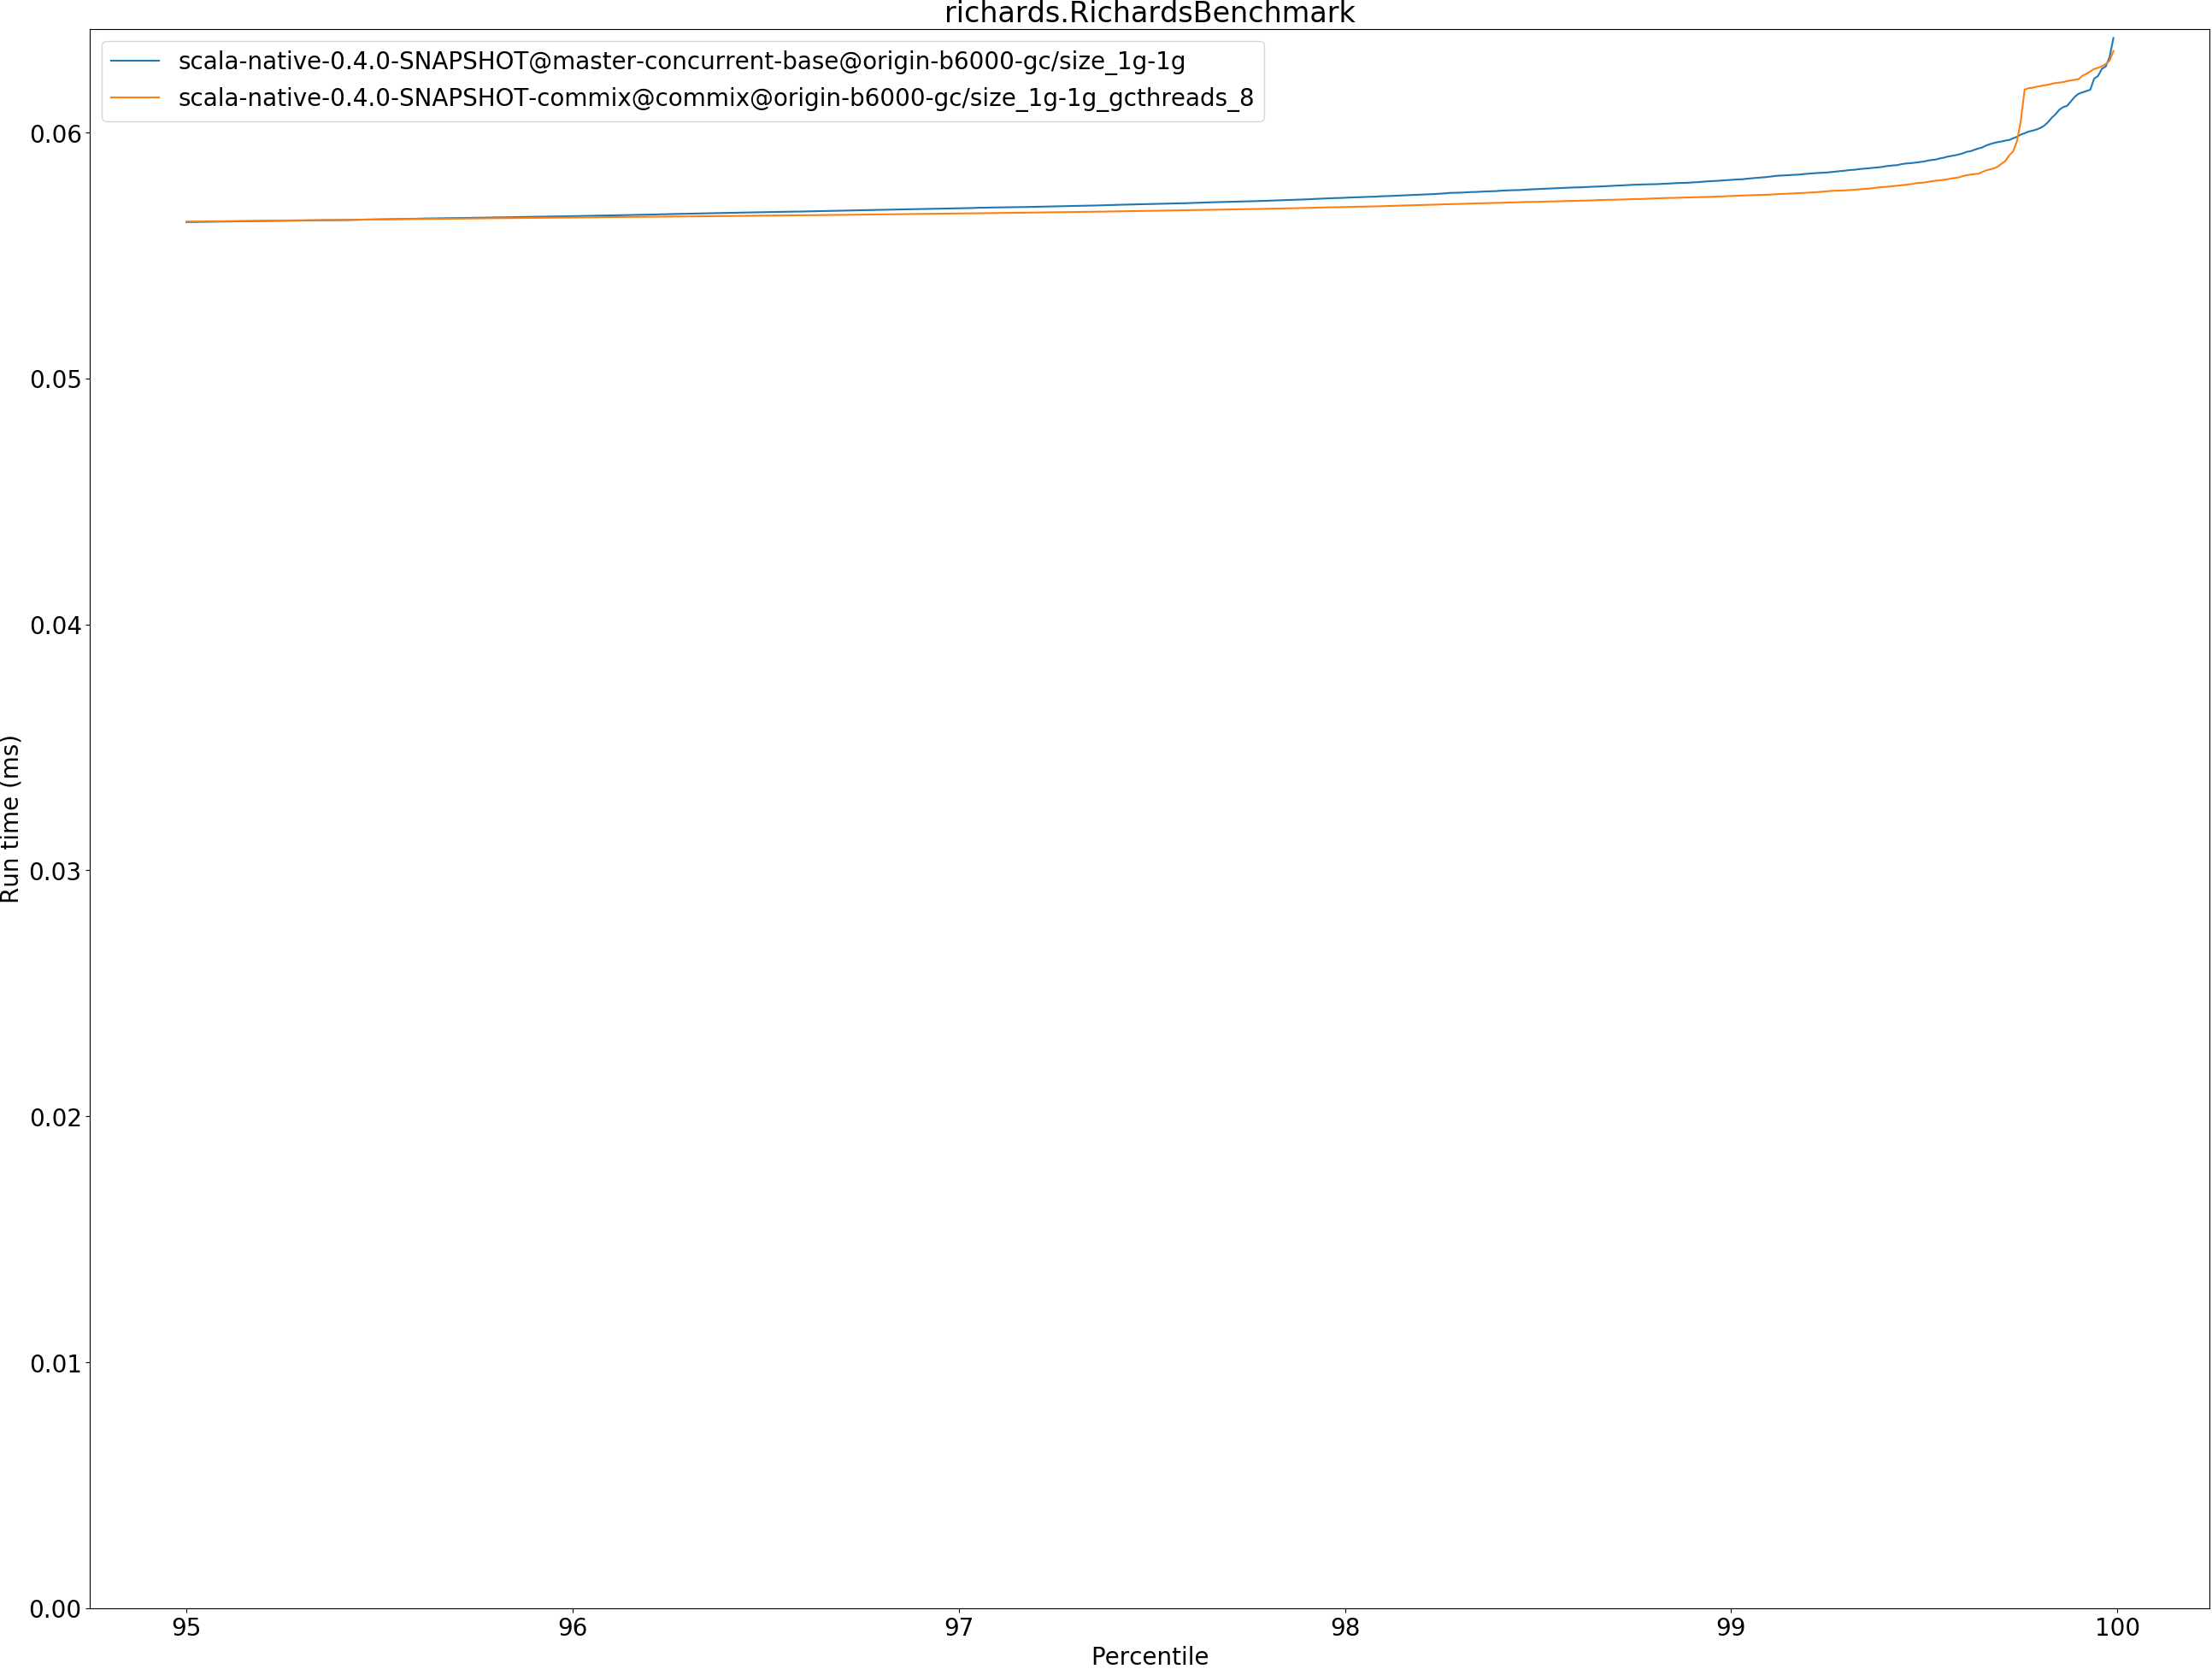 richards.RichardsBenchmark
scala-native-0.4.0-SNAPSHOT@master-concurrent-base@origin-b6000-gc/size_1g-1g
scala-native-0.4.0-SNAPSHOT-commix@commix@origin-b6000-gc/size_1g-1g_gcthreads_8
0.06
0.05
0.04
0.03
0.02
0.01
0.00
Run time (ms)
95 96 97 98 99 100
Percentile